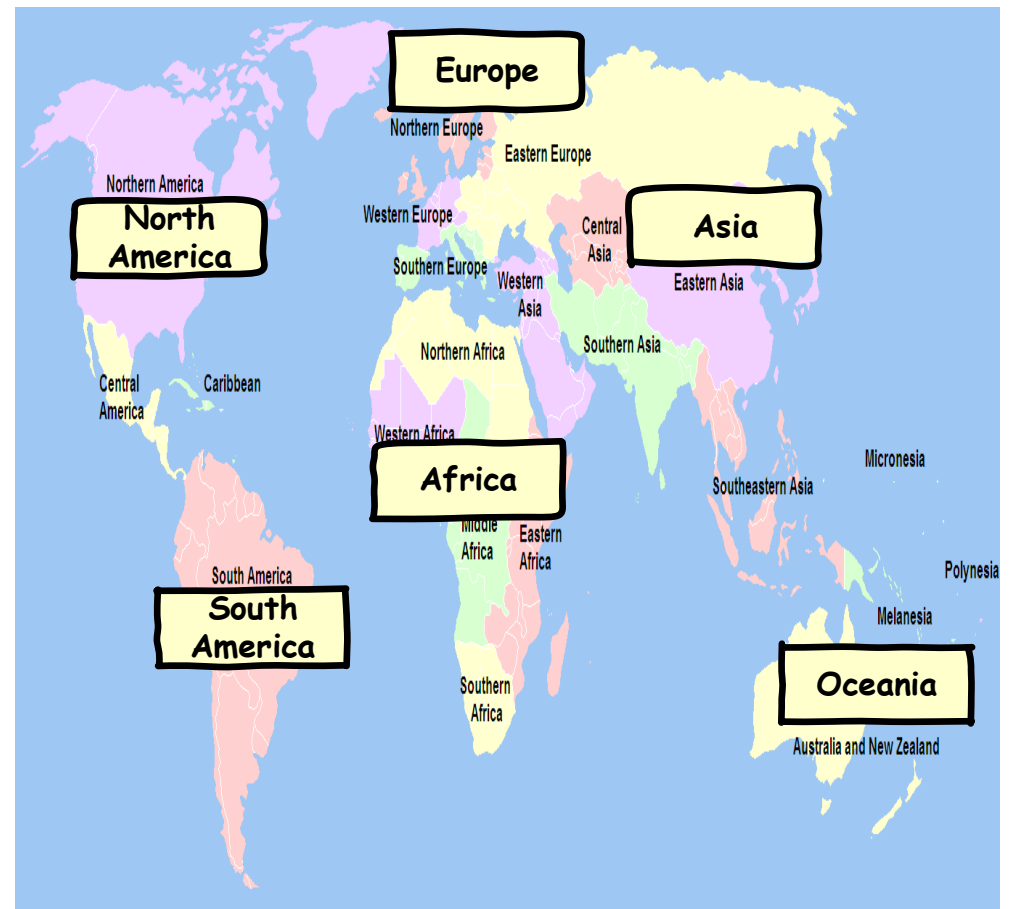 Europe
Northern Europe
Eastern Europe
Northern America
North
America
Western Europe
Central
Asia
Asia
Southern Europe
Western
Asia
Eastern Asia
Southern Asia
Northern Africa
Central
America
Caribbean
Western Africa
Africa
Micronesia
Southeastern Asia
Middle
Africa
Eastern
Africa
South America
South
America
Polynesia
Melanesia
Oceania
Southern
Africa
Australia and New Zealand